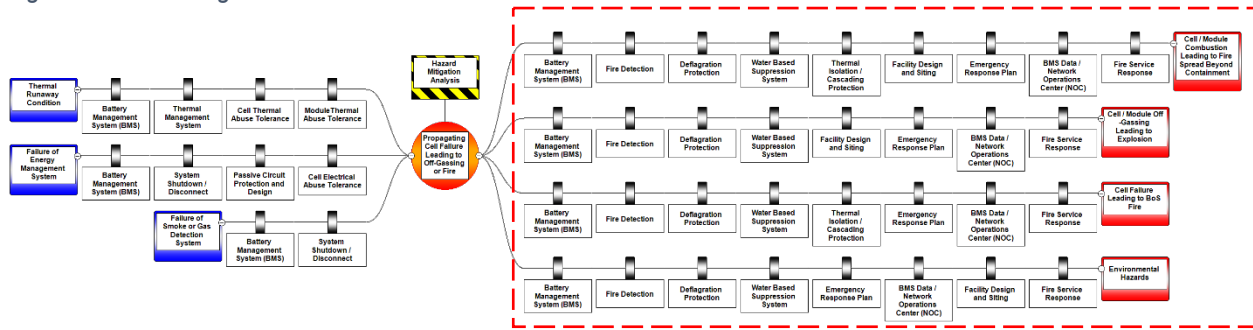 Thermal
Runaway
Condition
Battery
Management
System (BMS)
Thermal
Management
System
Cell Thermal
Abuse Tolerance
ModuleThermal
Abuse Tolerance
Failure of
Energy
Management
System
Battery
Management
System (BMS)
System
Shutdown /
Disconnect
Passive Circuit
Protection and
Design
Cell Electrical
Abuse Tolerance
Failure of
Smoke or Gas
Detection
System
Battery
Management
System (BMS)
System
Shutdown /
Disconnect
Hazard
Mitigation
Analysis
Propagating
Cell Failure
Leading to
Off-Gassing
or Fire
Battery
Management
System (BMS)
Fire Detection
Deflagration
Protection
Water Based
Suppression
System
Thermal
Isolation /
Cascading
Protection
Facility Design
and Siting
Emergency
Response Plan
BMS Data /
Network
Operations
Center (NOC)
Fire Service
Response
Cell / Module
Combustion
Leading to Fire
Spread Beyond
Containment
Battery
Management
System (BMS)
Fire Detection
Deflagration
Protection
Water Based
Suppression
System
Facility Design
and Siting
Emergency
Response Plan
BMS Data /
Network
Operations
Center (NOC)
Fire Service
Response
Cell / Module Off
-Gassing
Leading to
Explosion
Battery
Management
System (BMS)
Fire Detection
Deflagration
Protection
Water Based
Suppression
System
Thermal
Isolation /
Cascading
Protection
Emergency
Response Plan
BMS Data /
Network
Operations
Center (NOC)
Fire Service
Response
Cell Failure
Leading to BoS
Fire
Battery
Management
System (BMS)
Fire Detection
Deflagration
Protection
Water Based
Suppression
System
Emergency
Response Plan
BMS Data /
Network
Operations
Center (NOC)
Facility Design
and Siting
Fire Service
Response
Environmental
Hazards